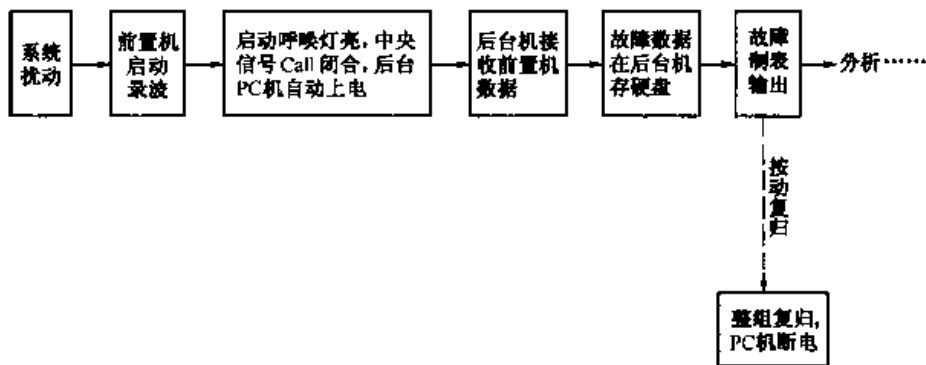 系统
扰动
前置机
启动
录波
启动呼唤灯亮,中央
信号Call闭合,后台
PC机自动上电
后台机接
收前置机
数据
故障数据
在后台机
存硬盘
故障
制表
输出
分析······
按动复归
整组复归,
PC机断电